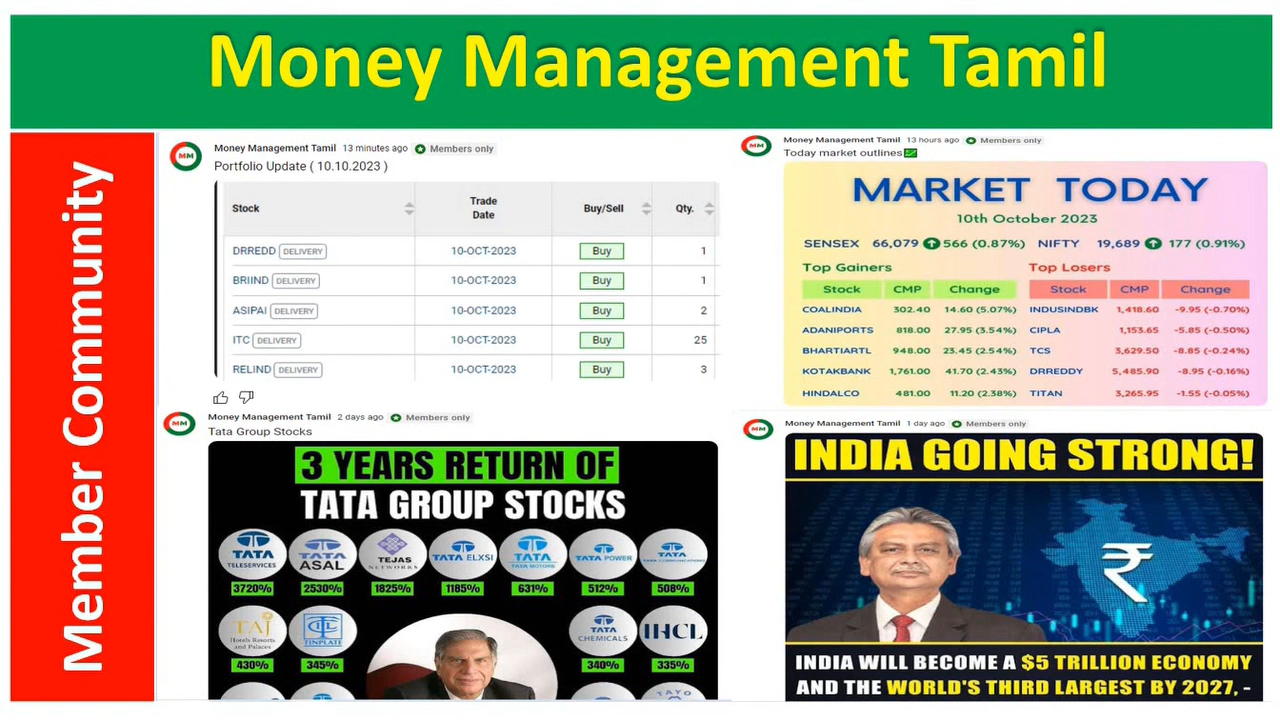 Money Management Tamil
Member Community
MM
Money Management Tamil 13 minutes ago Members only
Portfolio Update ( 10.10.2023 )
Stock Trade Date Buy/Sell Qty.
DRREDD DELIVERY 10-OCT-2023 Buy 1
BRIIND DELIVERY 10-OCT-2023 Buy 1
ASIPAI DELIVERY 10-OCT-2023 Buy 2
ITC DELIVERY 10-OCT-2023 Buy 25
RELIND DELIVERY 10-OCT-2023 Buy 3
MM
Money Management Tamil 13 hours ago Members only
Today market outlines
MARKET TODAY
10th October 2023
SENSEX 66,079 566 (0.87%) NIFTY 19,689 177 (0.91%)
Top Gainers Top Losers
Stock CMP Change Stock CMP Change
COALINDIA 302.40 14.60 (5.07%) INDUSINDBK 1,418.60 -9.95 (-0.70%)
ADANIPORTS 818.00 27.95 (3.54%) CIPLA 1,153.65 -5.85 (-0.50%)
BHARTIARTL 948.00 23.45 (2.54%) TCS 3,629.50 -8.85 (-0.24%)
KOTAKBANK 1,761.00 41.70 (2.43%) DRREDDY 5,485.90 -8.95 (-0.16%)
HINDALCO 481.00 11.20 (2.38%) TITAN 3,265.95 -1.55 (-0.05%)
MM
Money Management Tamil 2 days ago Members only
Tata Group Stocks
3 YEARS RETURN OF
TATA GROUP STOCKS
TATA TELESERVICES TATA ASAL TEJAS NETWORKS TATA ELXSI TATA TATA MOTORS TATA POWER TATA COMMUNICATIONS
3720% 2530% 1825% 1185% 631% 512% 508%
TAJ Hotels Resorts and Palaces TINPLATE TATA CHEMICALS IHCL
430% 345% 340% 335%
TAYO
MM
Money Management Tamil 1 day ago Members only
INDIA GOING STRONG!
₹
INDIA WILL BECOME A $5 TRILLION ECONOMY
AND THE WORLD'S THIRD LARGEST BY 2027, -